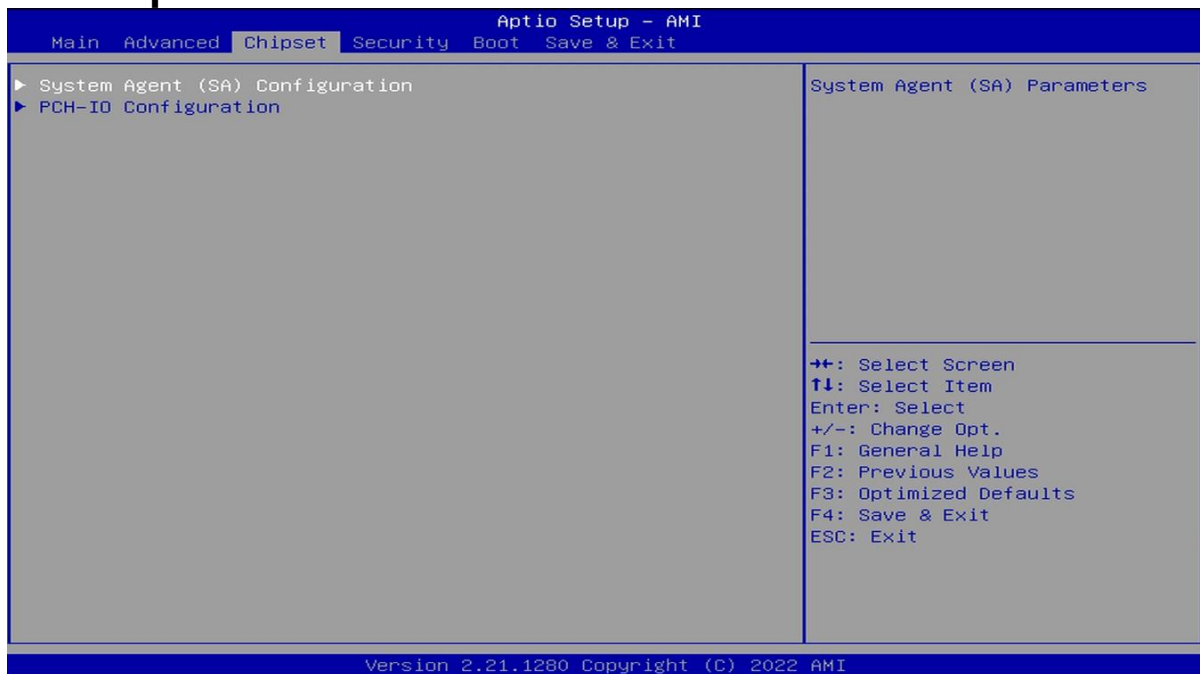 Aptio Setup – AMI
Main Advanced Chipset Security Boot Save & Exit
▶ System Agent (SA) Configuration
▶ PCH-IO Configuration
System Agent (SA) Parameters
→←: Select Screen
↑↓: Select Item
Enter: Select
+/-: Change Opt.
F1: General Help
F2: Previous Values
F3: Optimized Defaults
F4: Save & Exit
ESC: Exit
Version 2.21.1280 Copyright (C) 2022 AMI